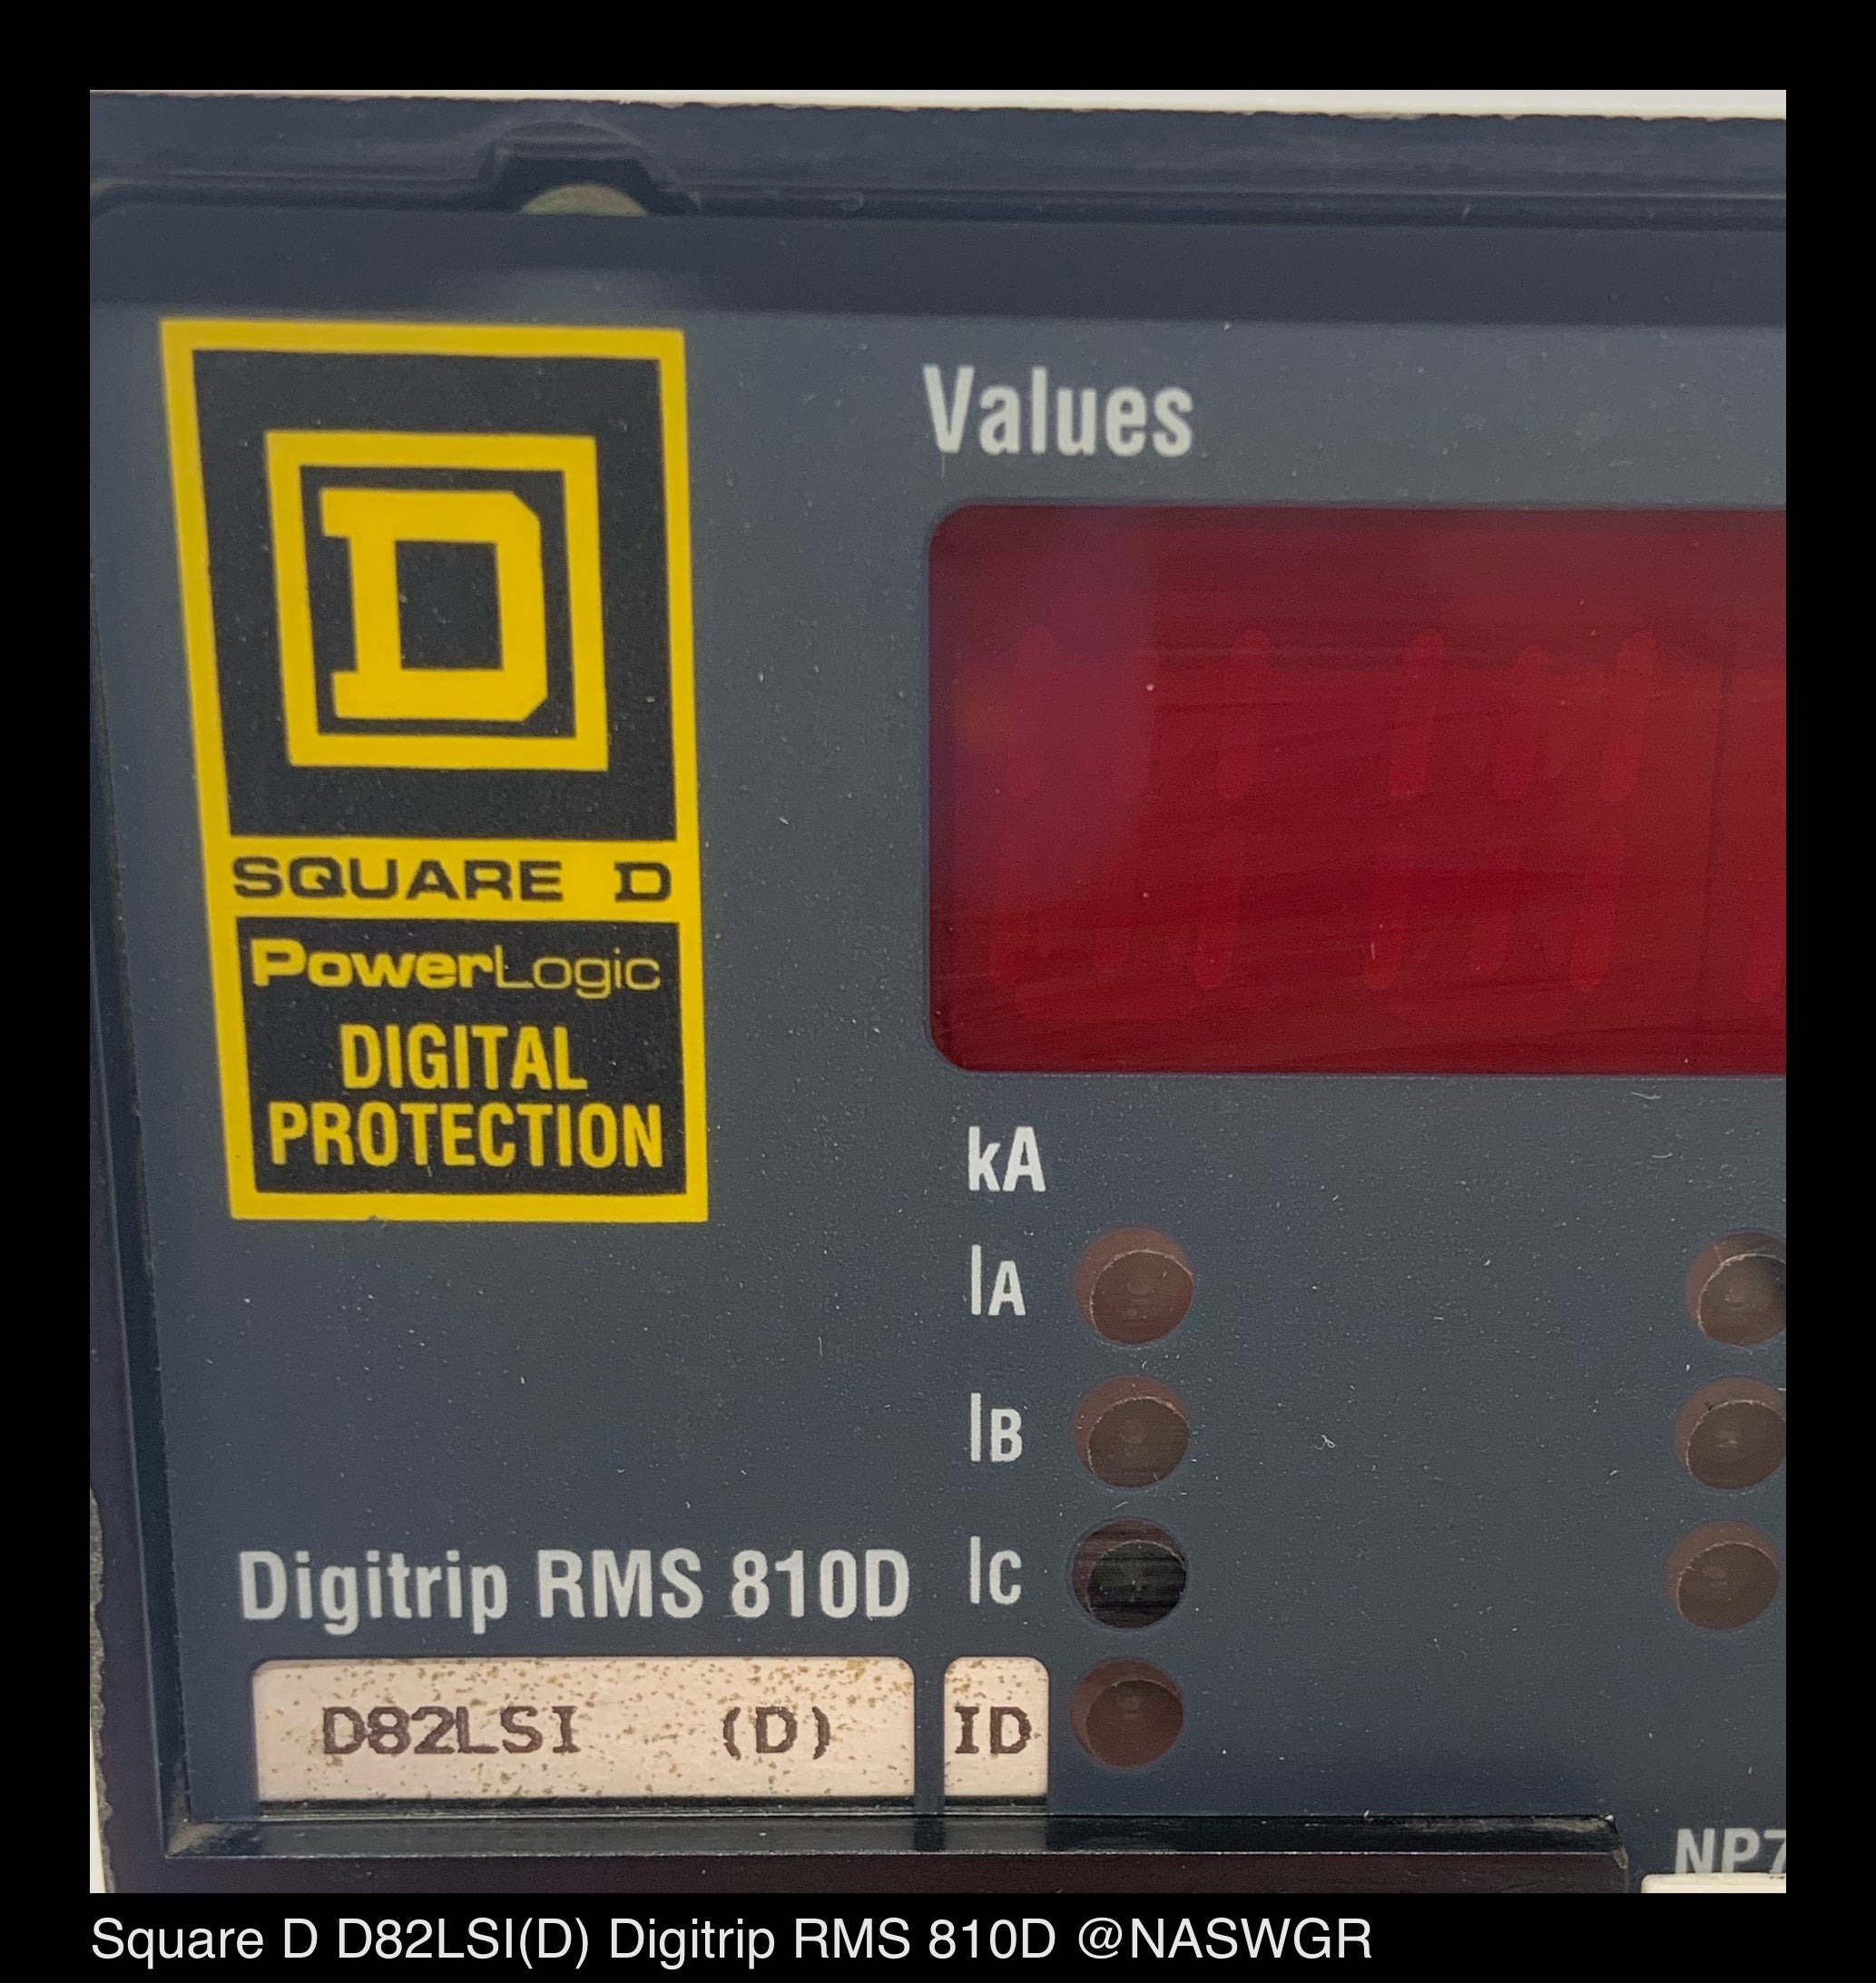 D
SQUARE D
PowerLogic
DIGITAL
PROTECTION
Values
kA
IA
IB
IC
Digitrip RMS 810D
D82LSI (D)
ID
NP7
Square D D82LSI(D) Digitrip RMS 810D @NASWGR